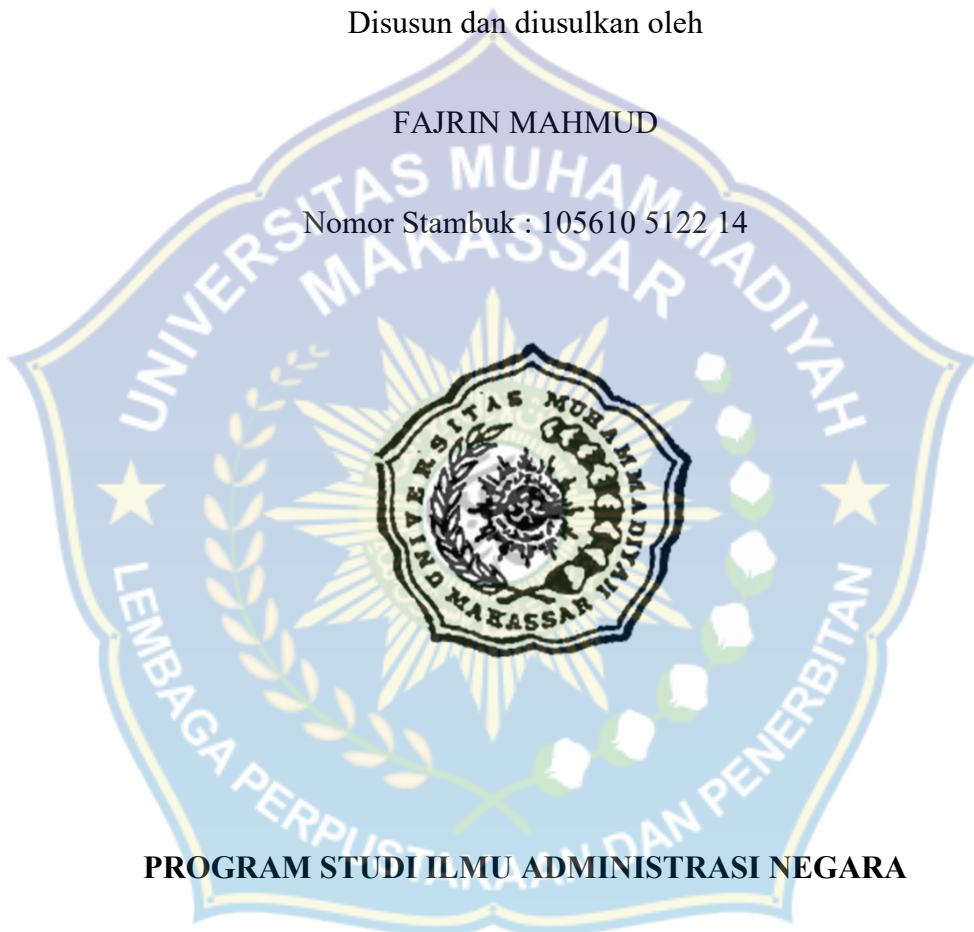 Disusun dan diusulkan oleh
FAJRIN MAHMUD
UNIVERSITAS MUHAMMADIYAH
MAKASSAR
Nomor Stambuk : 105610 5122 14
UNIVERSITAS MUHAMMADIYAH
MAKASSAR
LEMBAGA PERPUSTAKAAN DAN PENERBITAN
PROGRAM STUDI ILMU ADMINISTRASI NEGARA